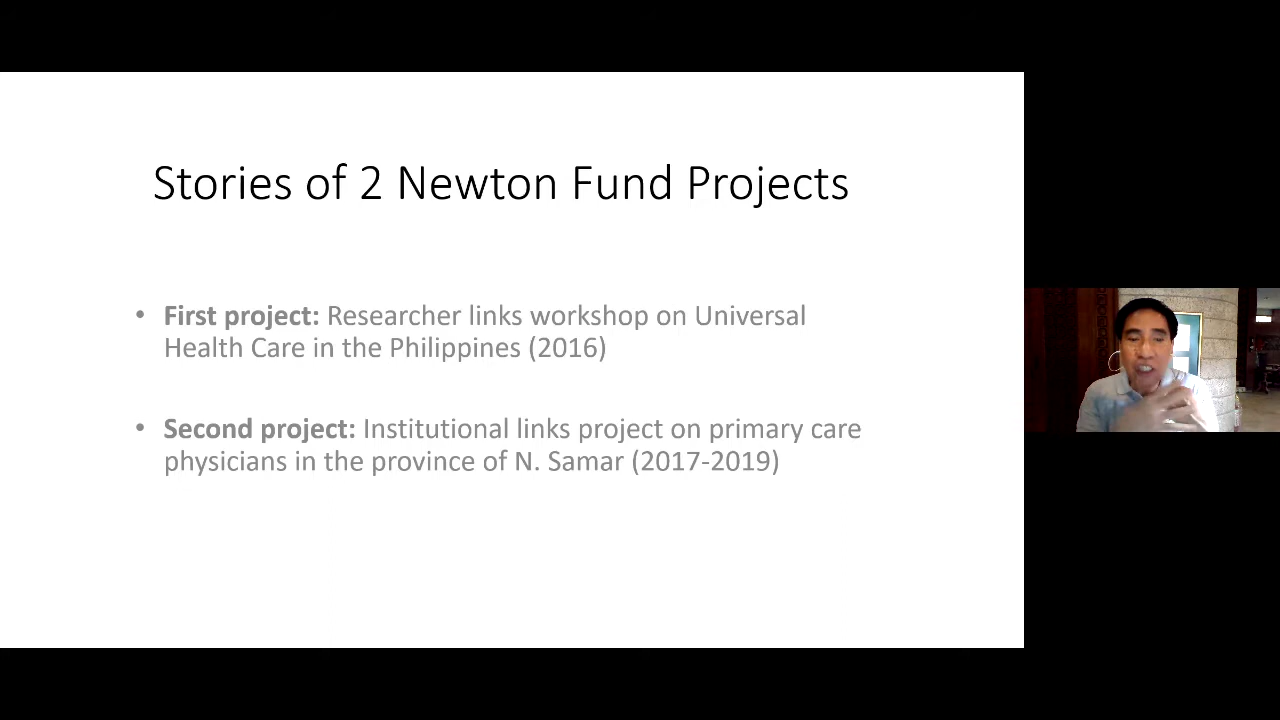 Stories of 2 Newton Fund Projects
• First project: Researcher links workshop on Universal
Health Care in the Philippines (2016)
• Second project: Institutional links project on primary care
physicians in the province of N. Samar (2017-2019)